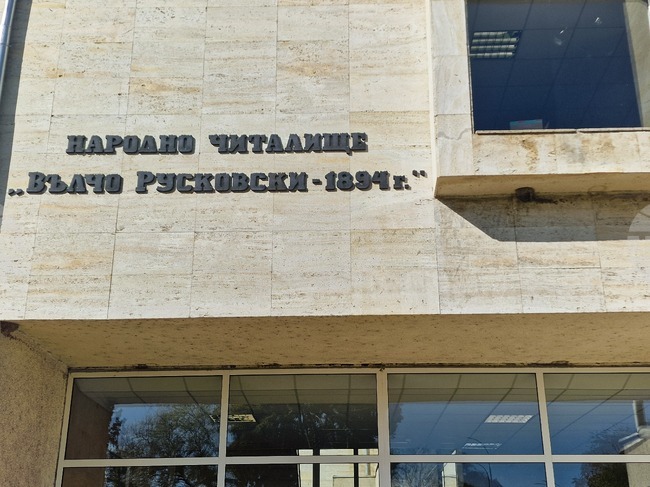 НАРОДНО ЧИТАЛИЩЕ
„ВЪЛЧО РУСКОВСКИ - 1894 г."